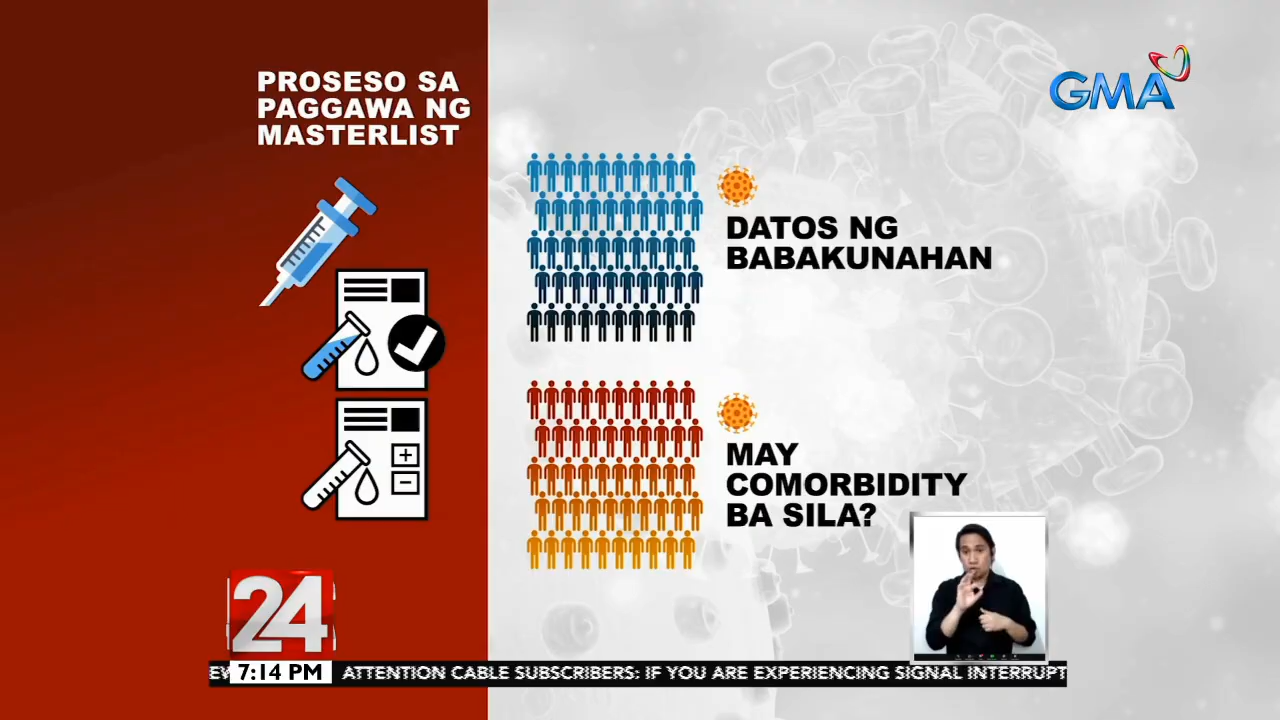 PROSESO SA
PAGGAWA NG
MASTERLIST
GMA
DATOS NG
BABAKUNAHAN
MAY
COMORBIDITY
BA SILA?
24
7:14 PM
ATTENTION CABLE SUBSCRIBERS: IF YOU ARE EXPERIENCING SIGNAL INTERRUPT